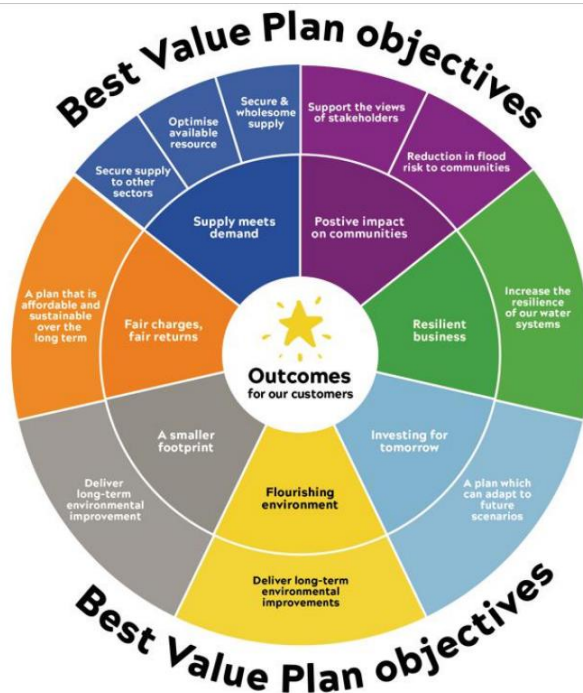 Best Value Plan objectives
Secure &
wholesome
supply
Support the views
of stakeholders
Optimise
available
resource
Reduction in flood
risk to communities
Secure supply
to other
sectors
Supply meets
demand
Postive impact
on communities
A plan that is
affordable and
sustainable
over the
long term
Fair charges,
fair returns
Resilient
business
Increase the
resilience
of our water
systems
Outcomes
for our customers
A smaller
footprint
Investing for
tomorrow
Deliver
long-term
environmental
improvement
Flourishing
environment
A plan which
can adapt to
future
scenarios
Deliver long-term
environmental
improvements
Best Value Plan objectives